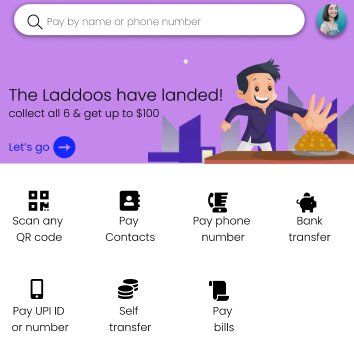 Pay by name or phone number
The Laddoos have landed!
collect all 6 & get up to $100
Let's go
Scan any
QR code
Pay
Contacts
Pay phone
number
Bank
transfer
Pay UPI ID
or number
Self
transfer
Pay
bills